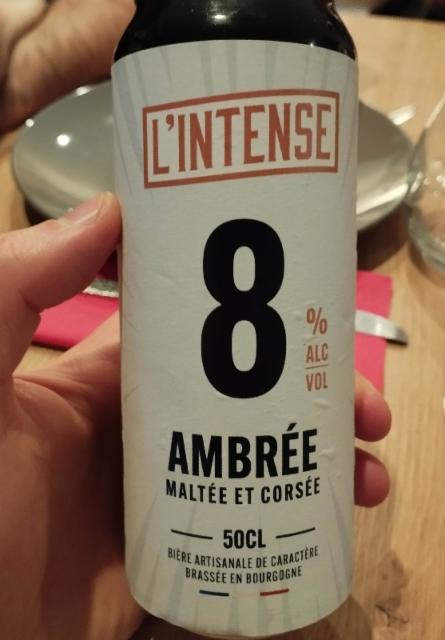 L'INTENSE
8
%
ALC
VOL
AMBRÉE
MALTÉE ET CORSÉE
50CL
BIÈRE ARTISANALE DE CARACTÈRE
BRASSÉE EN BOURGOGNE